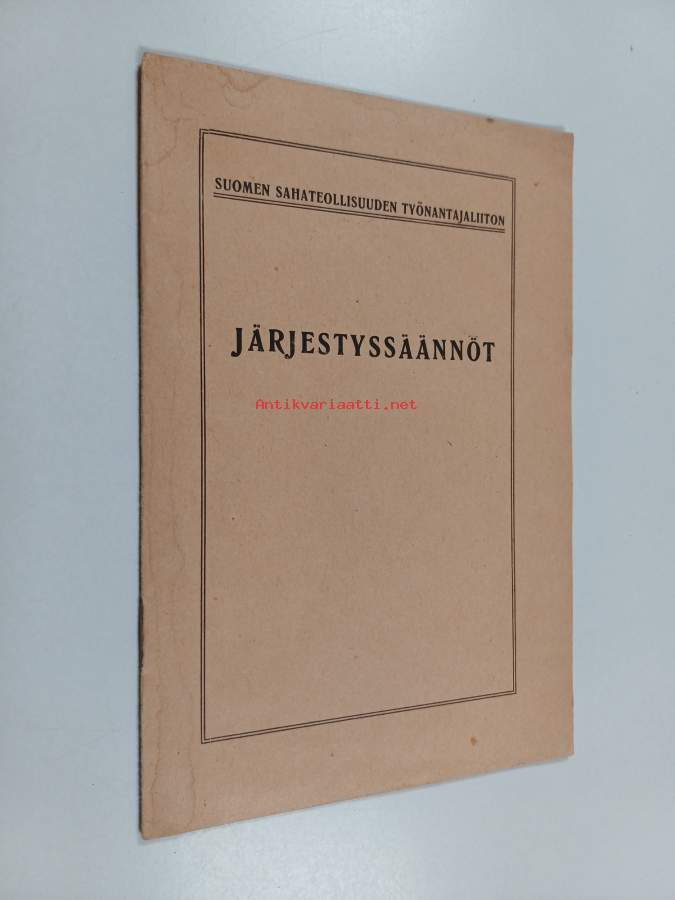 SUOMEN SAHATEOLLISUUDEN TYÖNANTAJALIITON
JÄRJESTYSSÄÄNNÖT
Antikvariaatti.net